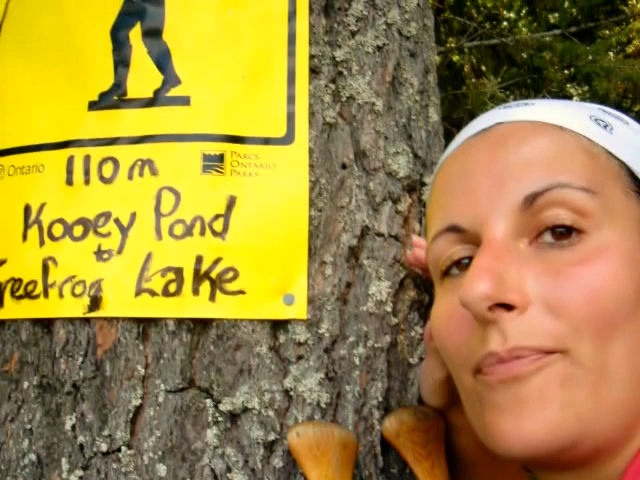 Ontario
110m
PARCS
ONTARIO
PARKS
Kooey Pond
to
TreeFrog Lake